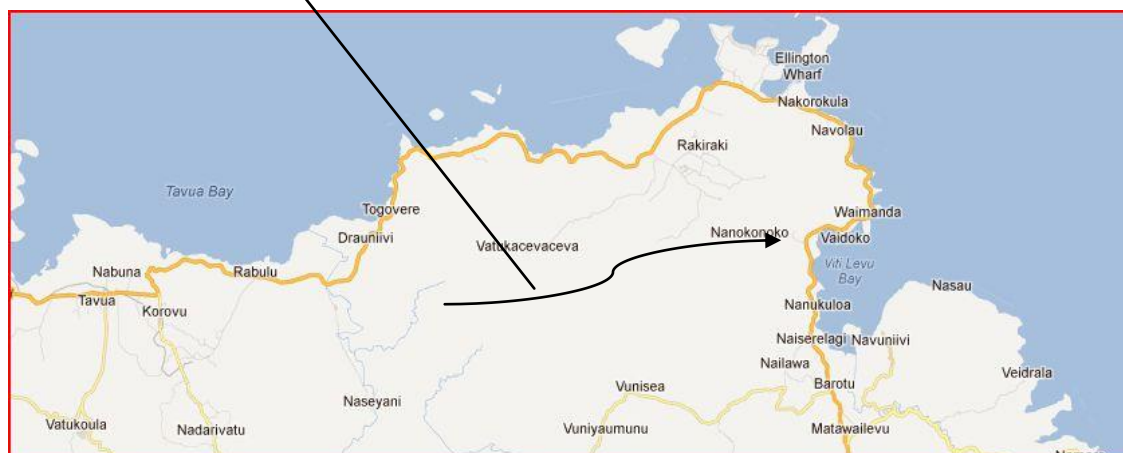 Ellington
Wharf
Nakorokula
Navolau
Rakiraki
Tavua Bay
Togovere
Waimanda
Drauniivi
Vatukacevaceva
Nanokonoko
Vaidoko
Viti Levu
Bay
Nabuna
Rabulu
Nasau
Tavua
Korovu
Nanukuloa
Naiserelagi
Navuniivi
Nailawa
Veidrala
Vunisea
Barotu
Naseyani
Vatukoula
Nadarivatu
Vuniyaumunu
Matawailevu